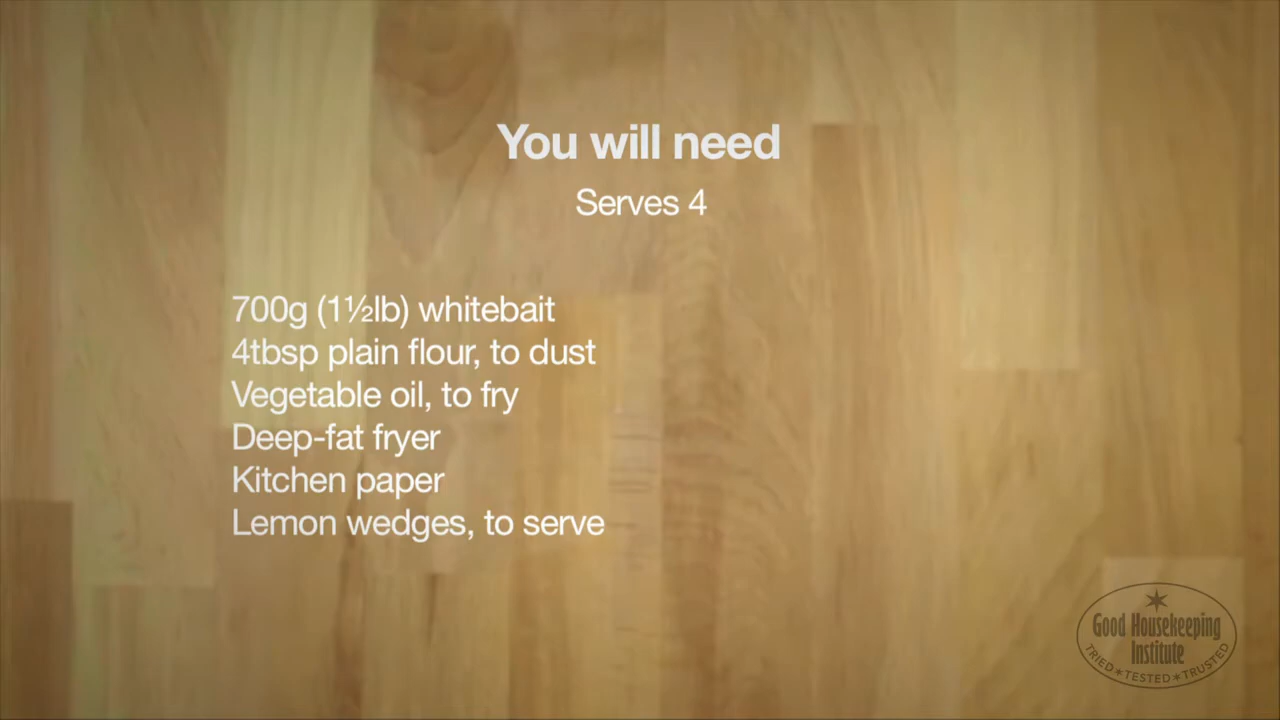 You will need
Serves 4
700g (1½lb) whitebait
4tbsp plain flour, to dust
Vegetable oil, to fry
Deep-fat fryer
Kitchen paper
Lemon wedges, to serve
Good Housekeeping
Institute
TRIED★TESTED★TRUSTED